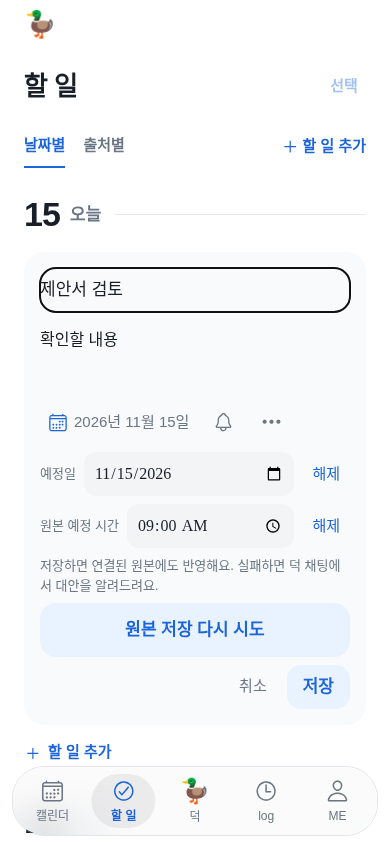 할 일
선택
날짜별 출처별
+ 할 일 추가
15 오늘
제안서 검토
확인할 내용
2026년 11월 15일
예정일 11/15/2026 해제
원본 예정 시간 09:00 AM 해제
저장하면 연결된 원본에도 반영해요. 실패하면 덕 채팅에
서 대안을 알려드려요.
원본 저장 다시 시도
취소 저장
+ 할 일 추가
캘린더 할 일 덕 log ME